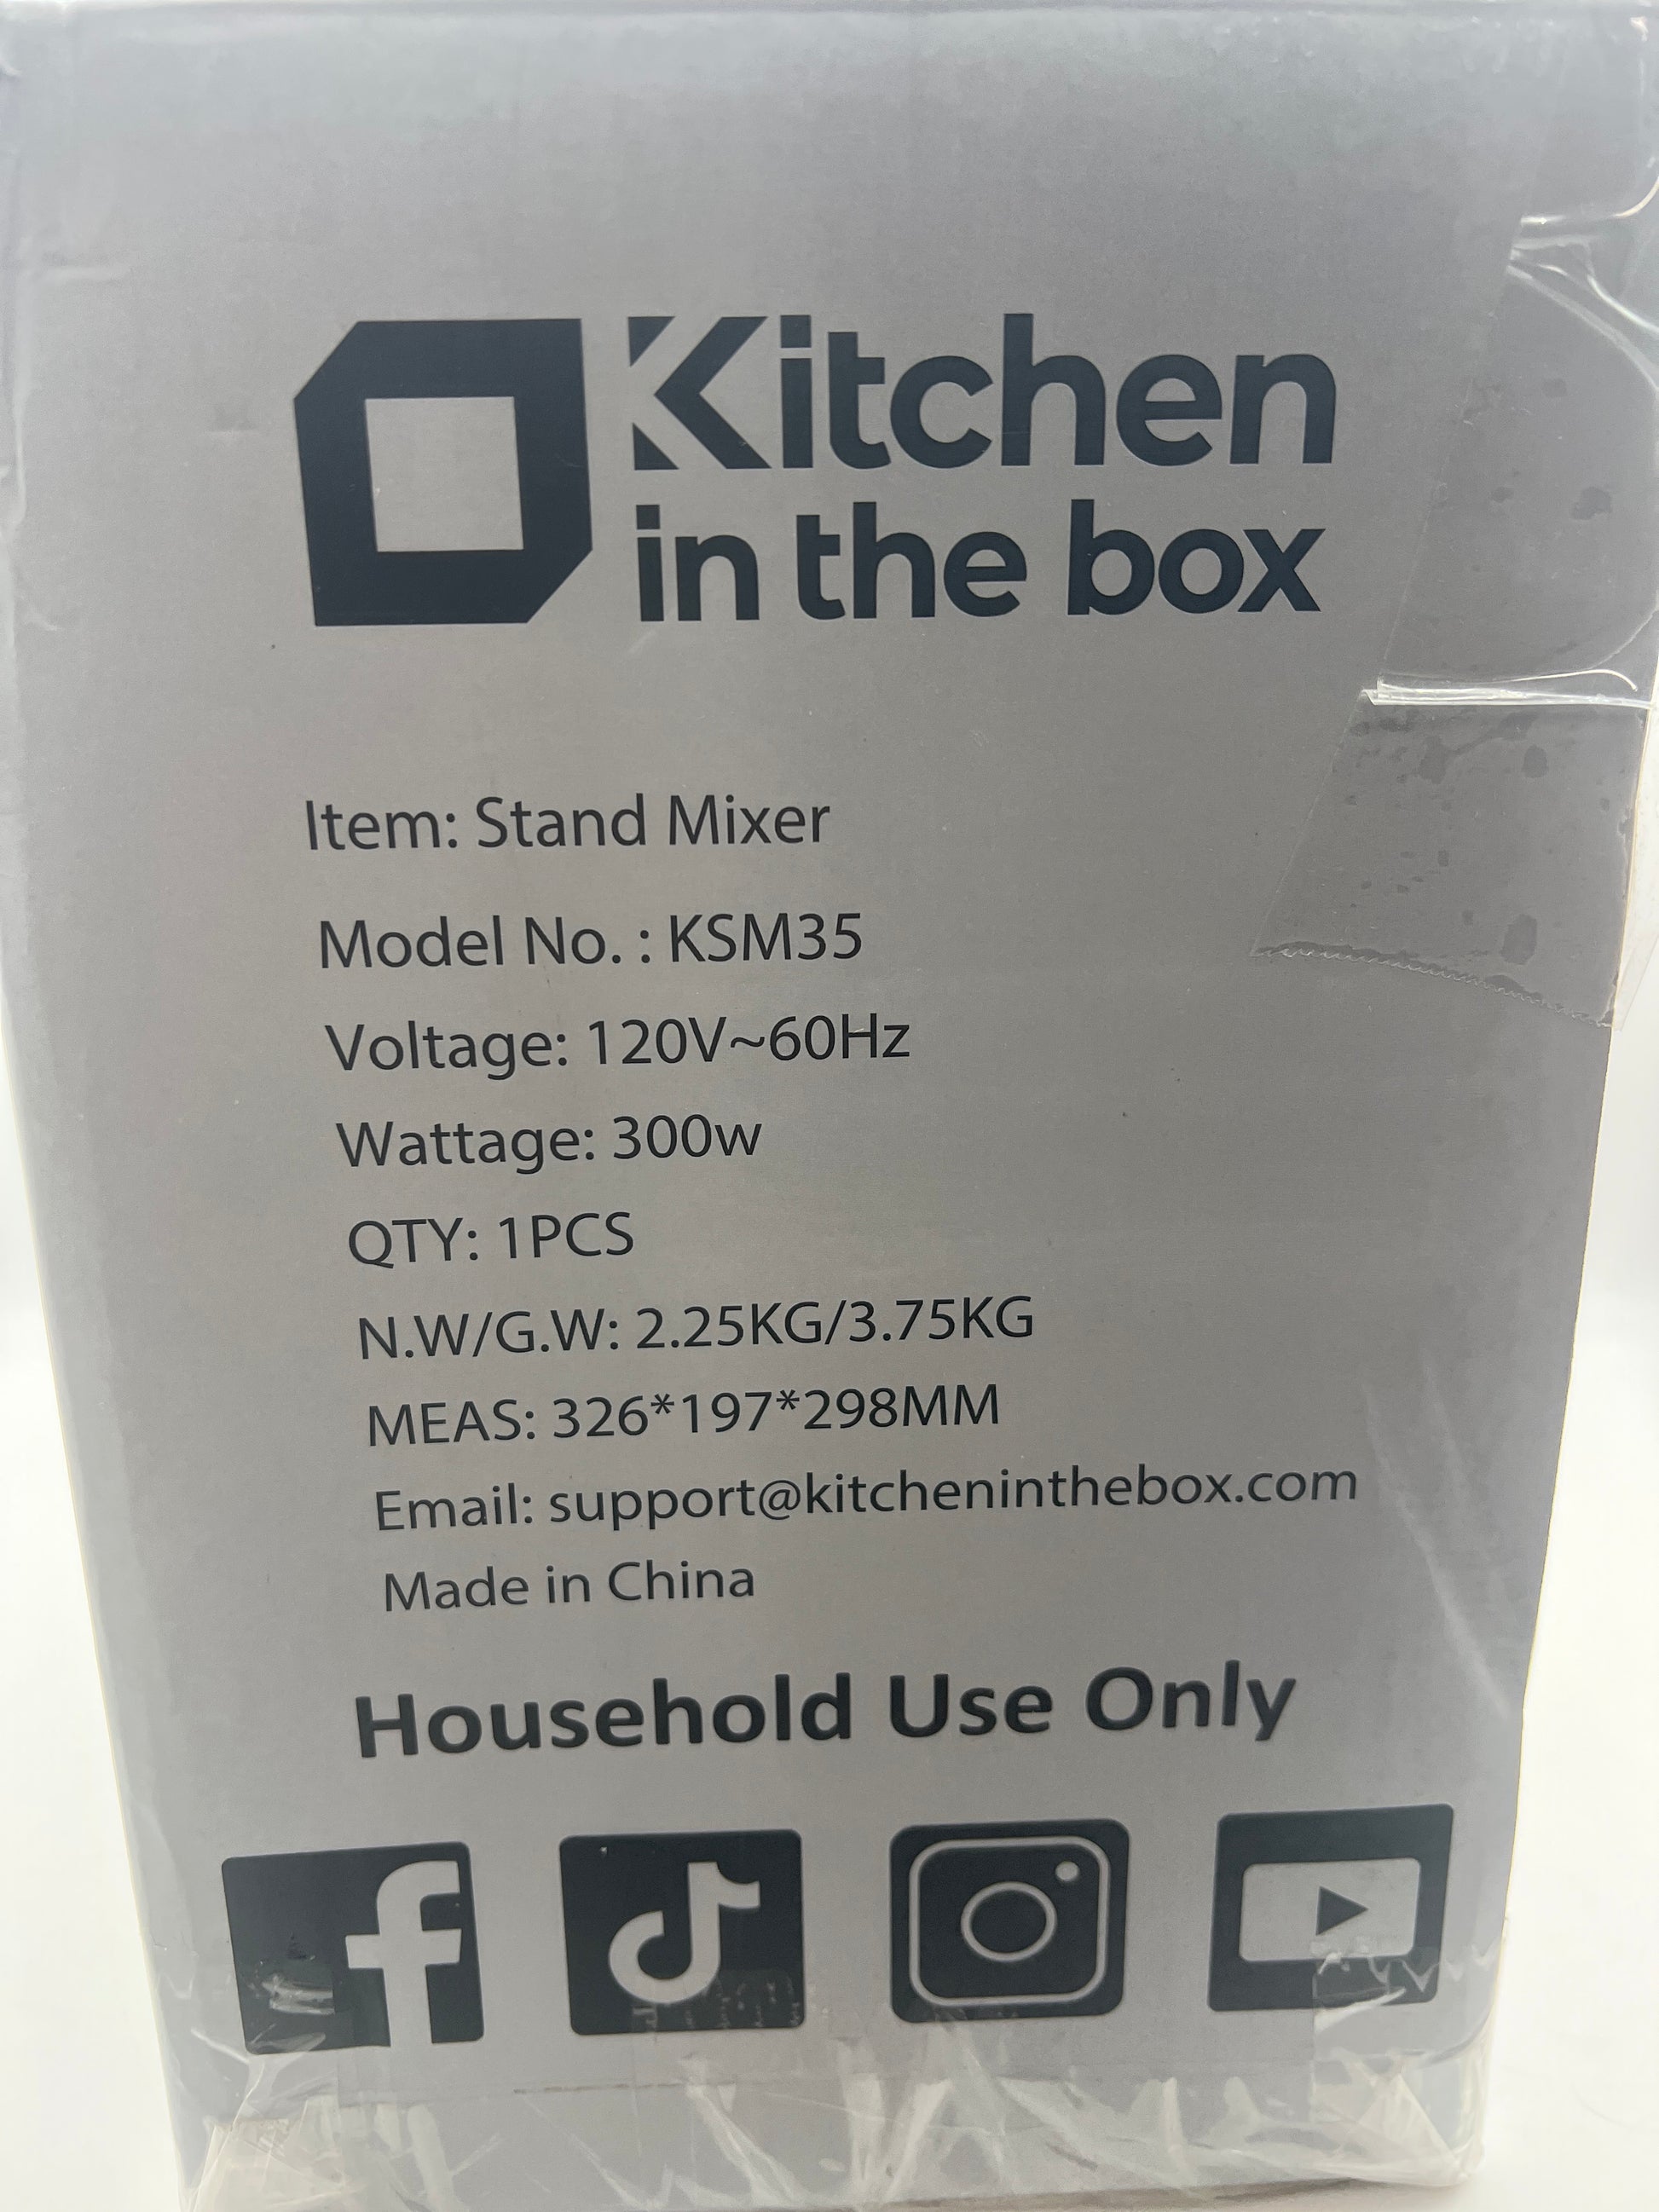 Kitchen
in the box
Item: Stand Mixer
Model No. : KSM35
Voltage: 120V~60Hz
Wattage: 300w
QTY: 1PCS
N.W/G.W: 2.25KG/3.75KG
MEAS: 326*197*298MM
Email: support@kitcheninthebox.com
Made in China
Household Use Only